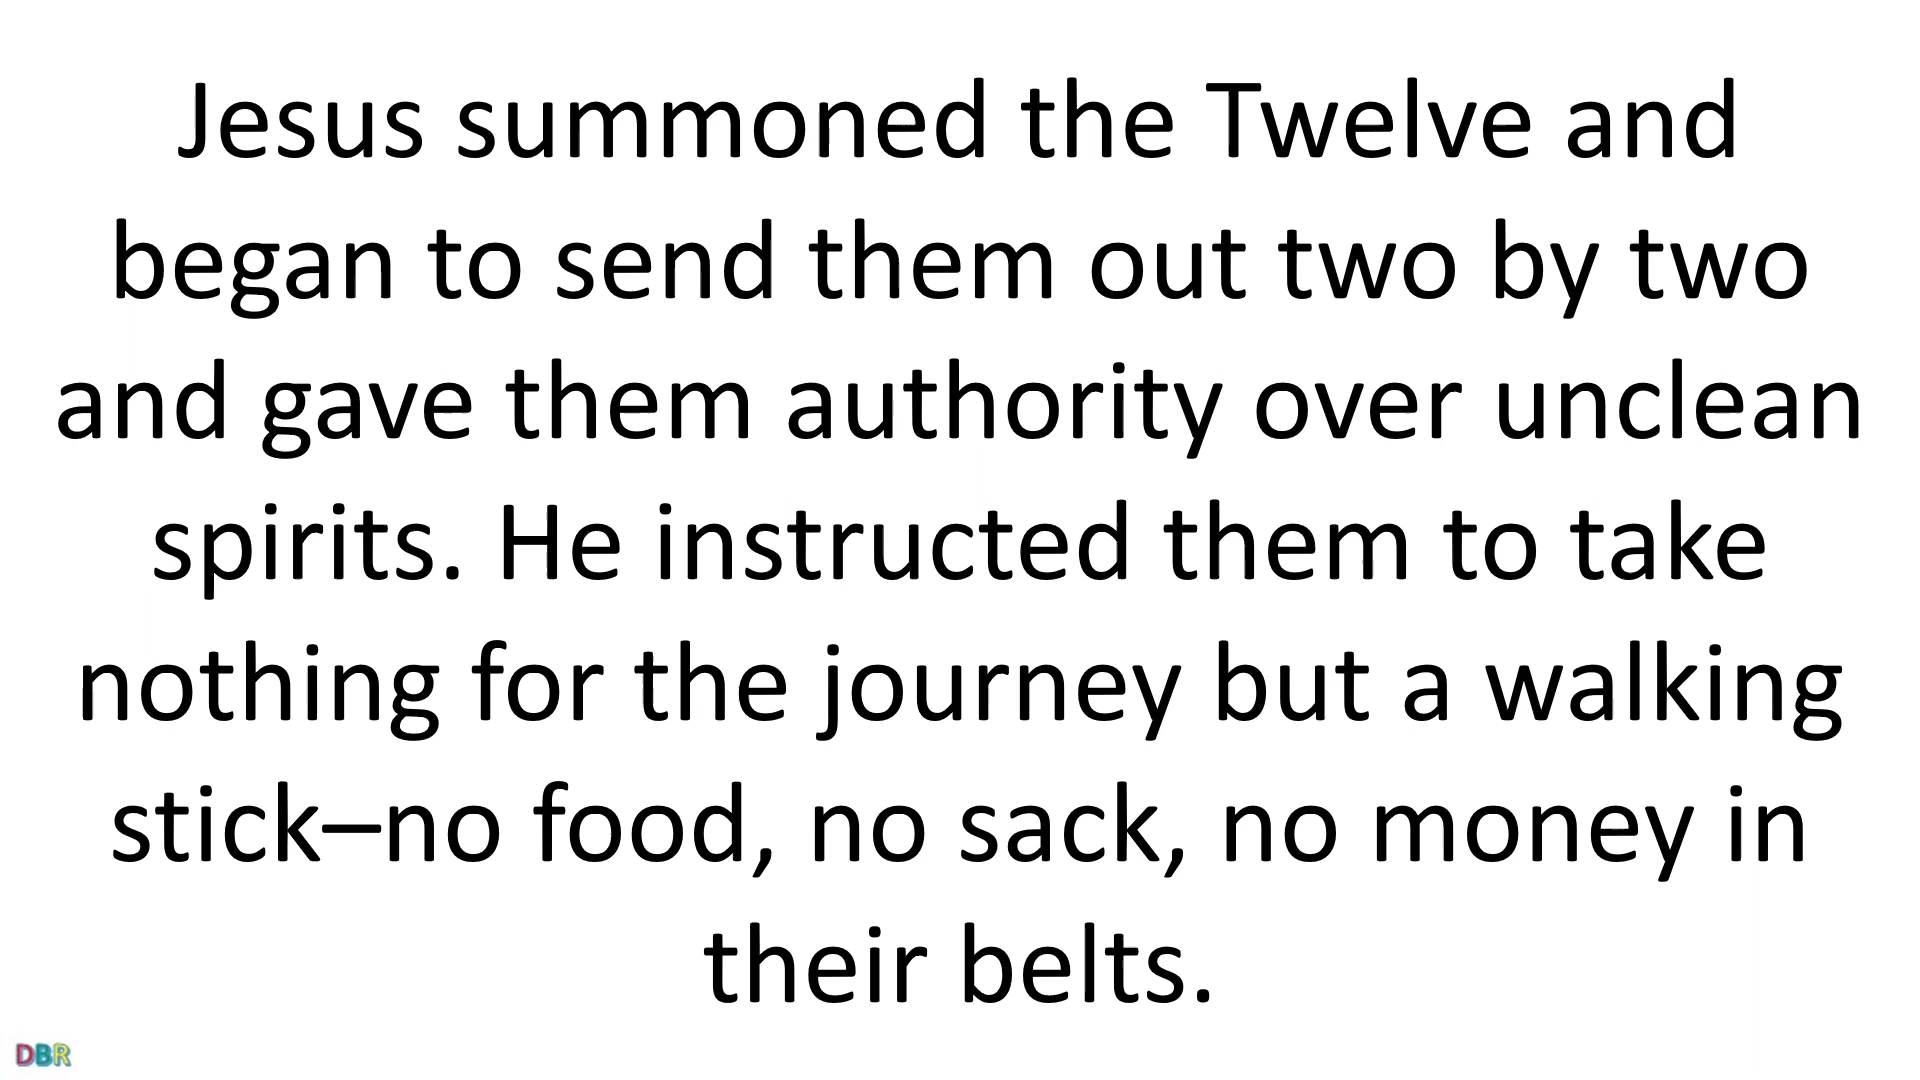 Jesus summoned the Twelve and
began to send them out two by two
and gave them authority over unclean
spirits. He instructed them to take
nothing for the journey but a walking
stick–no food, no sack, no money in
their belts.
DBR